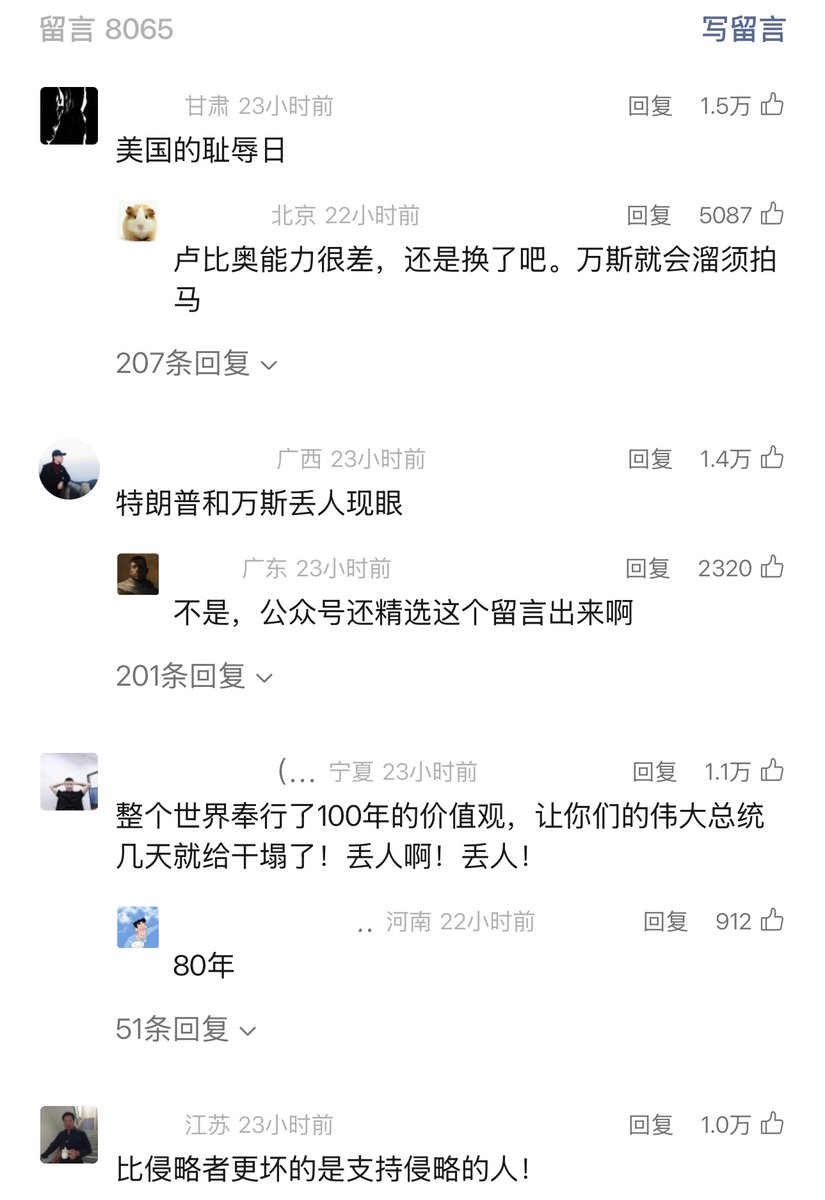 留言 8065
写留言
甘肃 23小时前
回复 1.5万
美国的耻辱日
北京 22小时前
回复 5087
卢比奥能力很差，还是换了吧。万斯就会溜须拍
马
207条回复
广西 23小时前
回复 1.4万
特朗普和万斯丢人现眼
广东 23小时前
回复 2320
不是，公众号还精选这个留言出来啊
201条回复
(... 宁夏 23小时前
回复 1.1万
整个世界奉行了100年的价值观，让你们的伟大总统
几天就给干塌了！丢人啊！丢人！
.. 河南 22小时前
回复 912
80年
51条回复
江苏 23小时前
回复 1.0万
比侵略者更坏的是支持侵略的人！